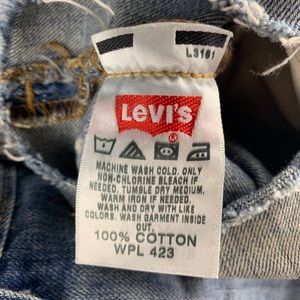 L3161
LEVI'S
MACHINE WASH COLD. ONLY
NON-CHLORINE BLEACH IF
NEEDED. TUMBLE DRY MEDIUM.
WARM IRON IF NEEDED.
WASH AND DRY WITH LIKE
COLORS. WASH GARMENT INSIDE
OUT.
100% COTTON
WPL 423